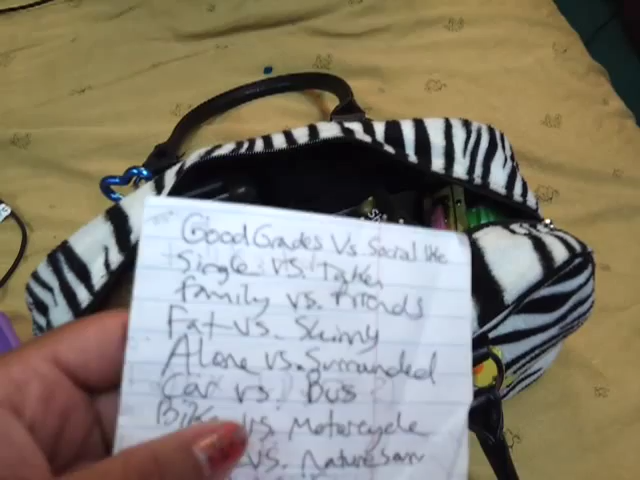 Good Grades Vs Social life
Single vs. Taken
Family vs. Friends
Fat vs. Skinny
Alone vs. Surrounded
Car vs. Bus
Bike vs. Motorcycle
vs.